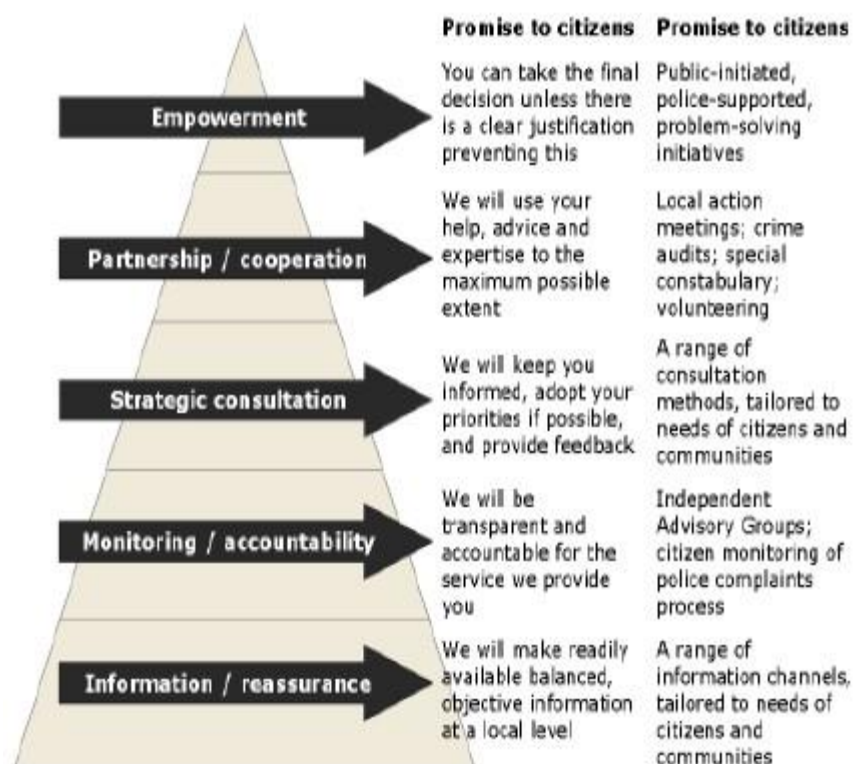 Promise to citizens
Promise to citizens
Empowerment
You can take the final
decision unless there
is a clear justification
preventing this
Public-initiated,
police-supported,
problem-solving
initiatives
Partnership / cooperation
We will use your
help, advice and
expertise to the
maximum possible
extent
Local action
meetings; crime
audits; special
constabulary;
volunteering
Strategic consultation
We will keep you
informed, adopt your
priorities if possible,
and provide feedback
A range of
consultation
methods, tailored to
needs of citizens and
communities
Monitoring / accountability
We will be
transparent and
accountable for the
service we provide
you
Independent
Advisory Groups;
citizen monitoring of
police complaints
process
Information / reassurance
We will make readily
available balanced,
objective information
at a local level
A range of
information channels,
tailored to needs of
citizens and
communities